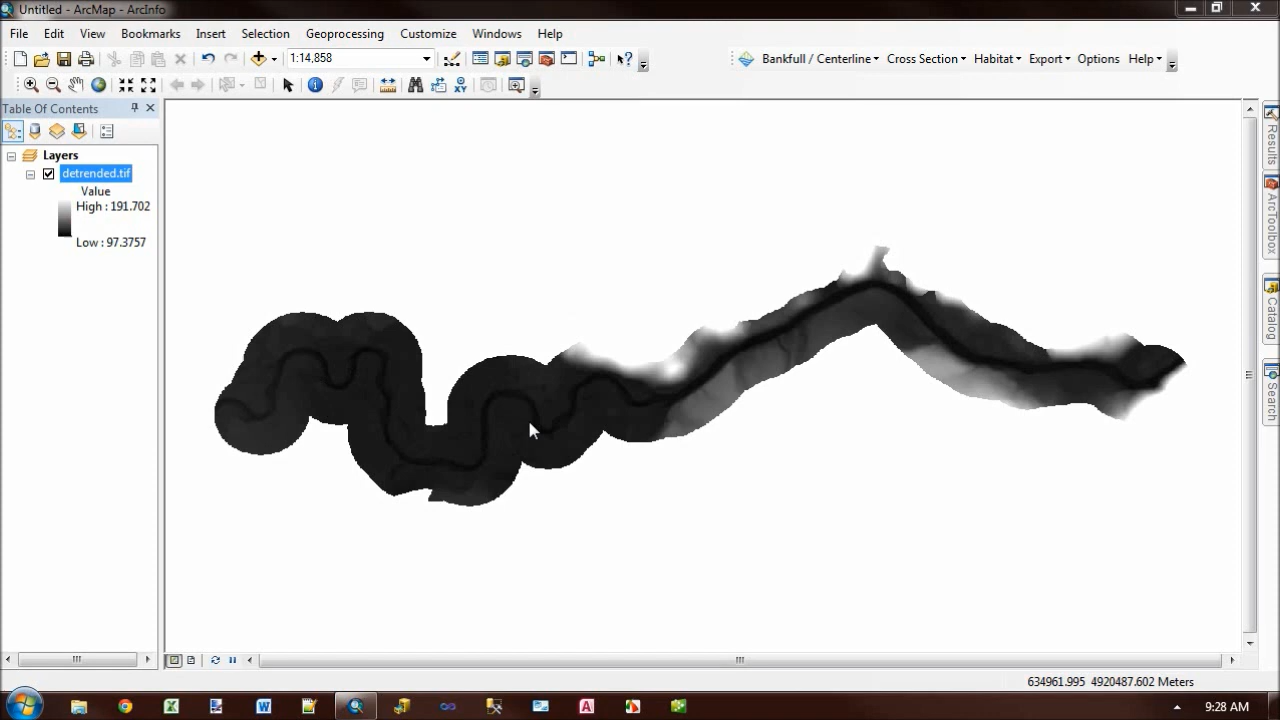 Untitled - ArcMap - ArcInfo
File Edit View Bookmarks Insert Selection Geoprocessing Customize Windows Help
1:14,858
Bankfull / Centerline Cross Section Habitat Export Options Help
Table Of Contents
Layers
detrended.tif
Value
High : 191.702
Low : 97.3757
Results
ArcToolbox
Catalog
Search
634961.995 4920487.602 Meters
9:28 AM